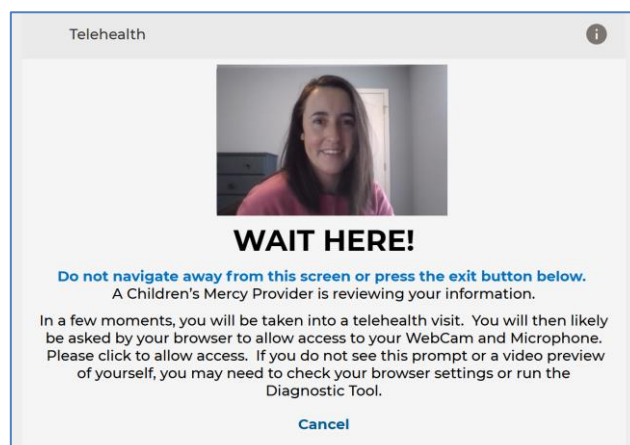 Telehealth
WAIT HERE!
Do not navigate away from this screen or press the exit button below.
A Children's Mercy Provider is reviewing your information.
In a few moments, you will be taken into a telehealth visit.  You will then likely
be asked by your browser to allow access to your WebCam and Microphone.
Please click to allow access.  If you do not see this prompt or a video preview
of yourself, you may need to check your browser settings or run the
Diagnostic Tool.
Cancel